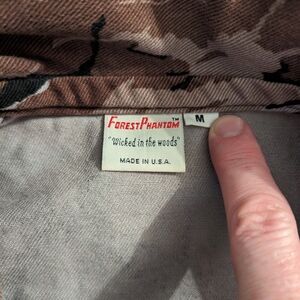 FOREST PHANTOM™
"Wicked in the woods"
MADE IN U.S.A.
M